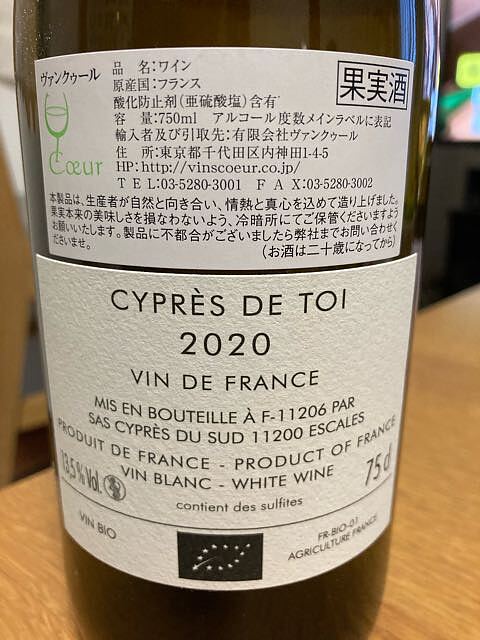 ヴァンクゥール
Cœur
品 名:ワイン
原産国:フランス
果実酒
酸化防止剤(亜硫酸塩)含有
容 量:750ml アルコール度数メインラベルに表記
輸入者及び引取先:有限会社ヴァンクゥール
住 所:東京都千代田区内神田1-4-5
HP:http://vinscoeur.co.jp/
TEL:03-5280-3001 FAX:03-5280-3002
本製品は、生産者が自然と向き合い、情熱と真心を込めて造り上げました。
果実本来の美味しさを損なわないよう、冷暗所にてご保管くださいますよう
お願いいたします。製品に不都合がございましたら弊社までお問い合わせく
ださいませ。 (お酒は二十歳になってから)
CYPRÈS DE TOI
2020
VIN DE FRANCE
MIS EN BOUTEILLE À F-11206 PAR
SAS CYPRÈS DU SUD 11200 ESCALES
PRODUIT DE FRANCE - PRODUCT OF FRANCE
13,5% Vol. VIN BLANC - WHITE WINE 75 cl
contient des sulfites
VIN BIO
FR-BIO-01
AGRICULTURE FRANCE